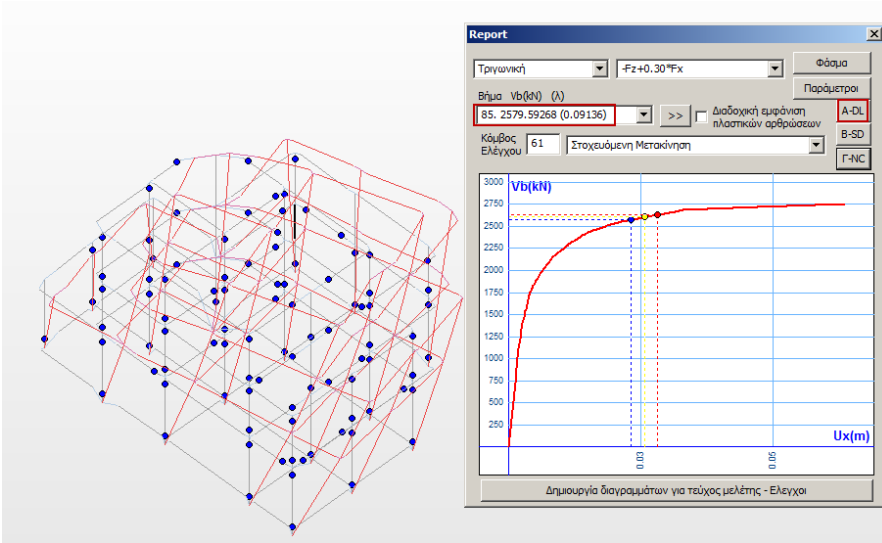 Report
Τριγωνική -Fz+0.30*Fx Φάσμα
Παράμετροι
Βήμα Vb(kN) (λ)
85. 2579.59268 (0.09136) >> Διαδοχική εμφάνιση πλαστικών αρθρώσεων A-DL
B-SD
Κόμβος Ελέγχου 61 Στοχευόμενη Μετακίνηση
Γ-NC
Vb(kN)
3000
2750
2500
2250
2000
1750
1500
1250
1000
750
500
250
Ux(m)
0.03 0.05
Δημιουργία διαγραμμάτων για τεύχος μελέτης - Ελεγχοι